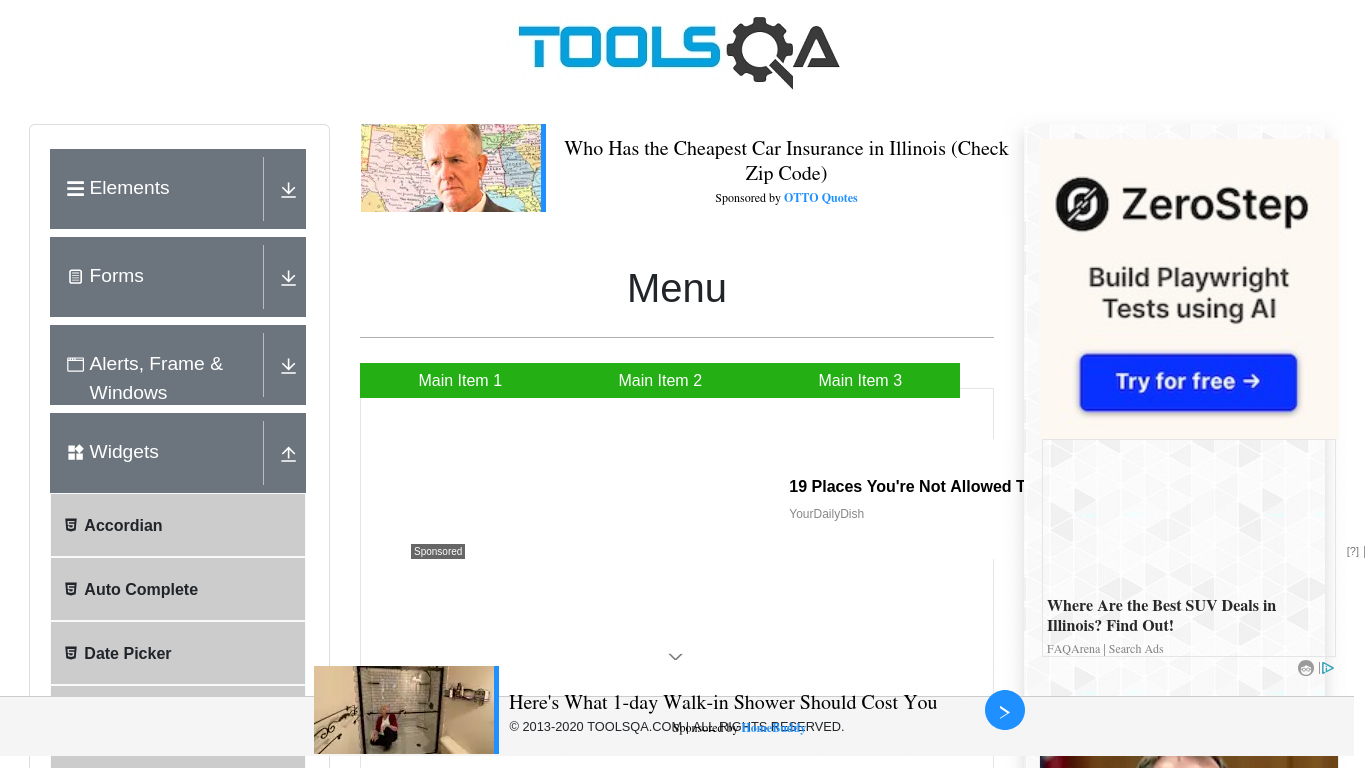 TOOLSQA
Elements
Forms
Alerts, Frame &
Windows
Widgets
Accordian
Auto Complete
Date Picker
Who Has the Cheapest Car Insurance in Illinois (Check
Zip Code)
Sponsored by OTTO Quotes
Menu
Main Item 1
Main Item 2
Main Item 3
19 Places You're Not Allowed T
YourDailyDish
Sponsored
ZeroStep
Build Playwright
Tests using AI
Try for free →
[?]
Where Are the Best SUV Deals in
Illinois? Find Out!
FAQArena | Search Ads
Here's What 1-day Walk-in Shower Should Cost You
© 2013-2020 TOOLSQA.COM | ALL RIGHTS RESERVED.
Sponsored by HomeBuddy